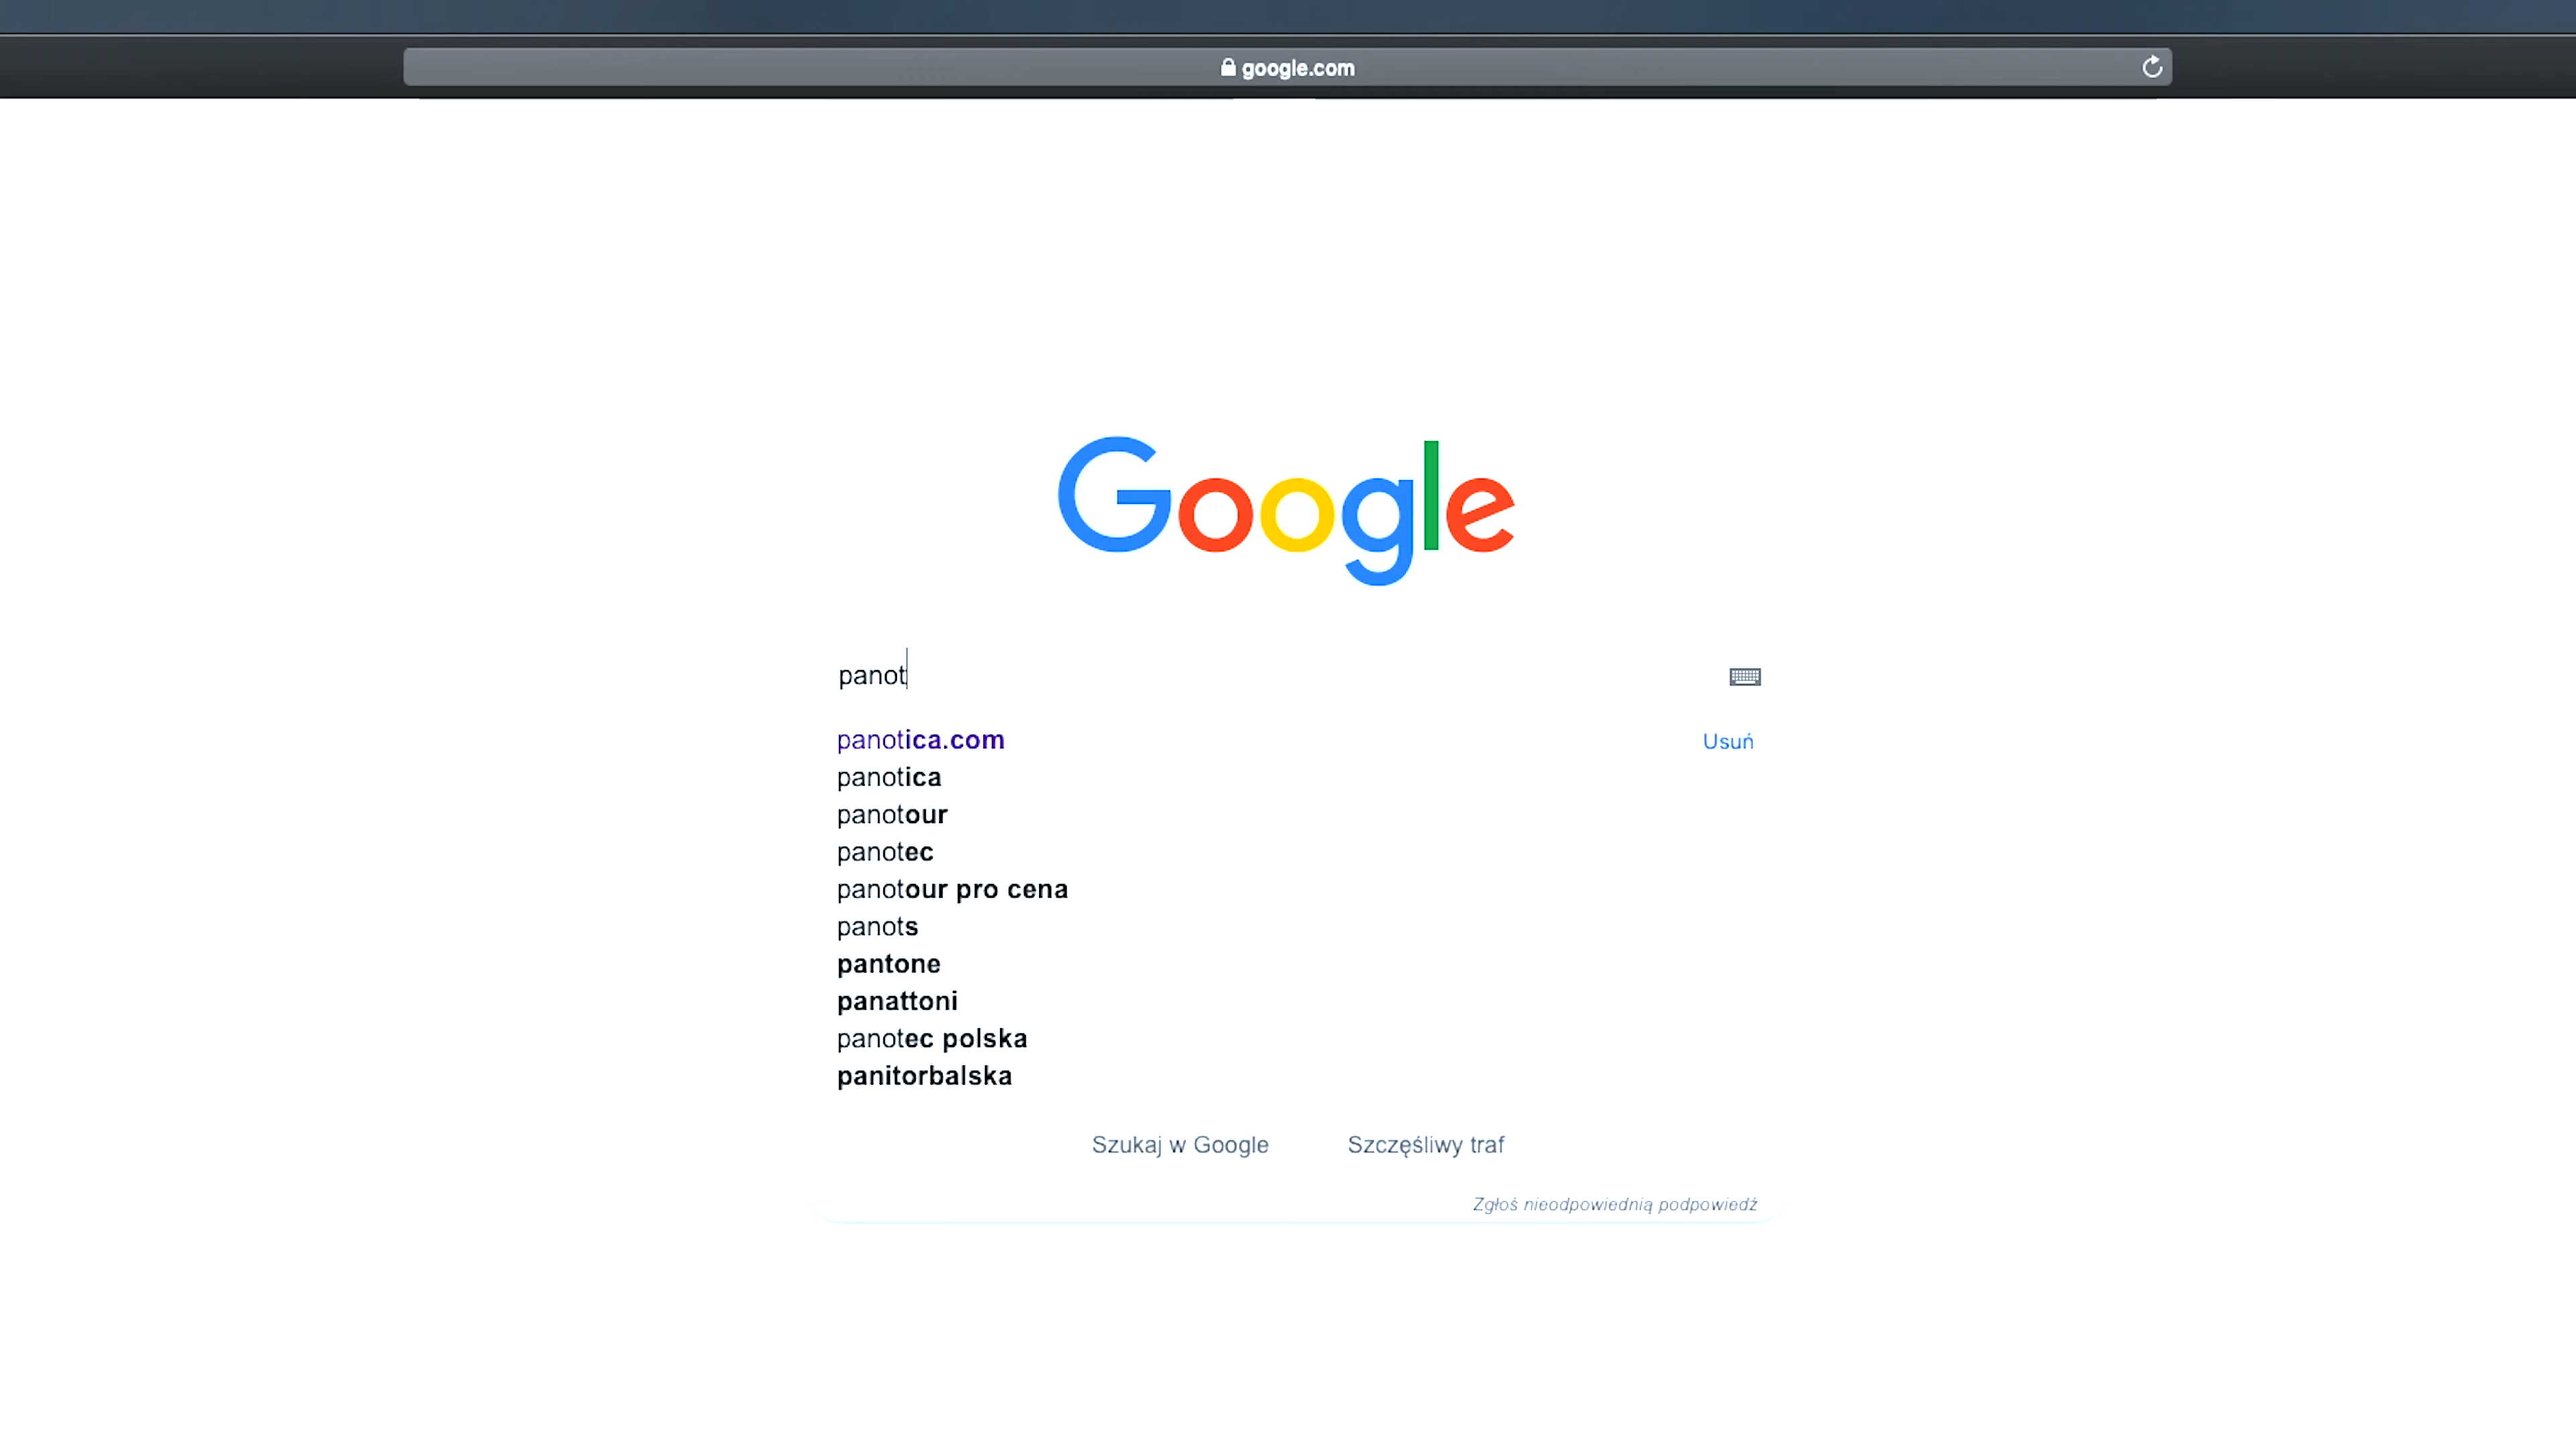 google.com
Google
panot
panotica.com Usuń
panotica
panotour
panotec
panotour pro cena
panots
pantone
panattoni
panotec polska
panitorbalska
Szukaj w Google Szczęśliwy traf
Zgłoś nieodpowiednią podpowiedź